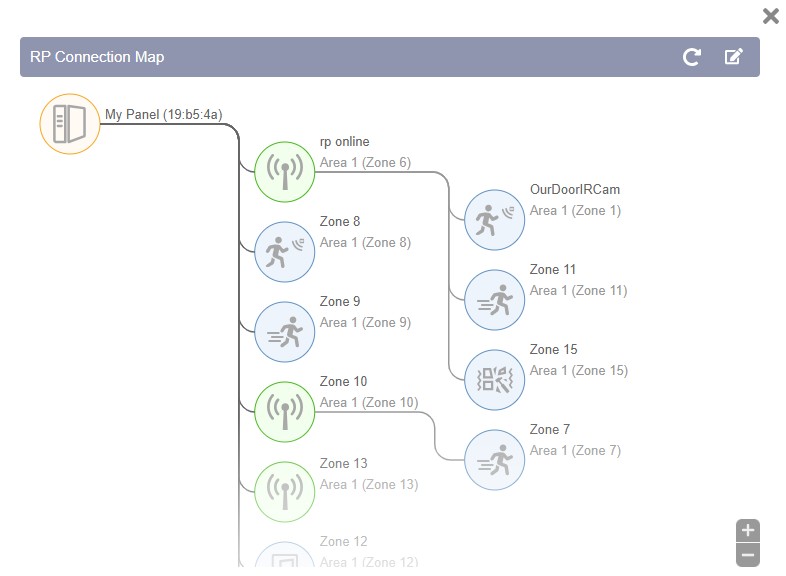 RP Connection Map
My Panel (19:b5:4a)
rp online
Area 1 (Zone 6)
OurDoorIRCam
Area 1 (Zone 1)
Zone 8
Area 1 (Zone 8)
Zone 11
Area 1 (Zone 11)
Zone 9
Area 1 (Zone 9)
Zone 15
Area 1 (Zone 15)
Zone 10
Area 1 (Zone 10)
Zone 7
Area 1 (Zone 7)
Zone 13
Area 1 (Zone 13)
Zone 12
Area 1 (Zone 12)